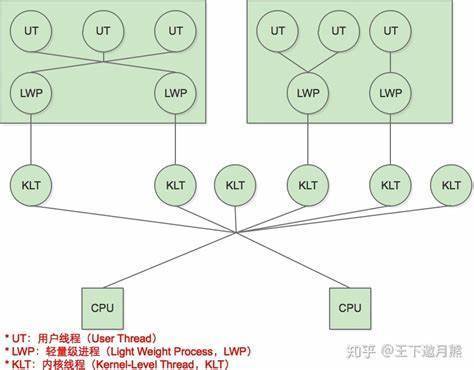 UT UT UT UT UT UT
LWP LWP LWP LWP
KLT KLT KLT KLT KLT KLT
CPU CPU
* UT：用户线程（User Thread）
* LWP：轻量级进程（Light Weight Process，LWP）
* KLT：内核线程（Kernel-Level Thread，KLT）
知乎 @王下邀月熊